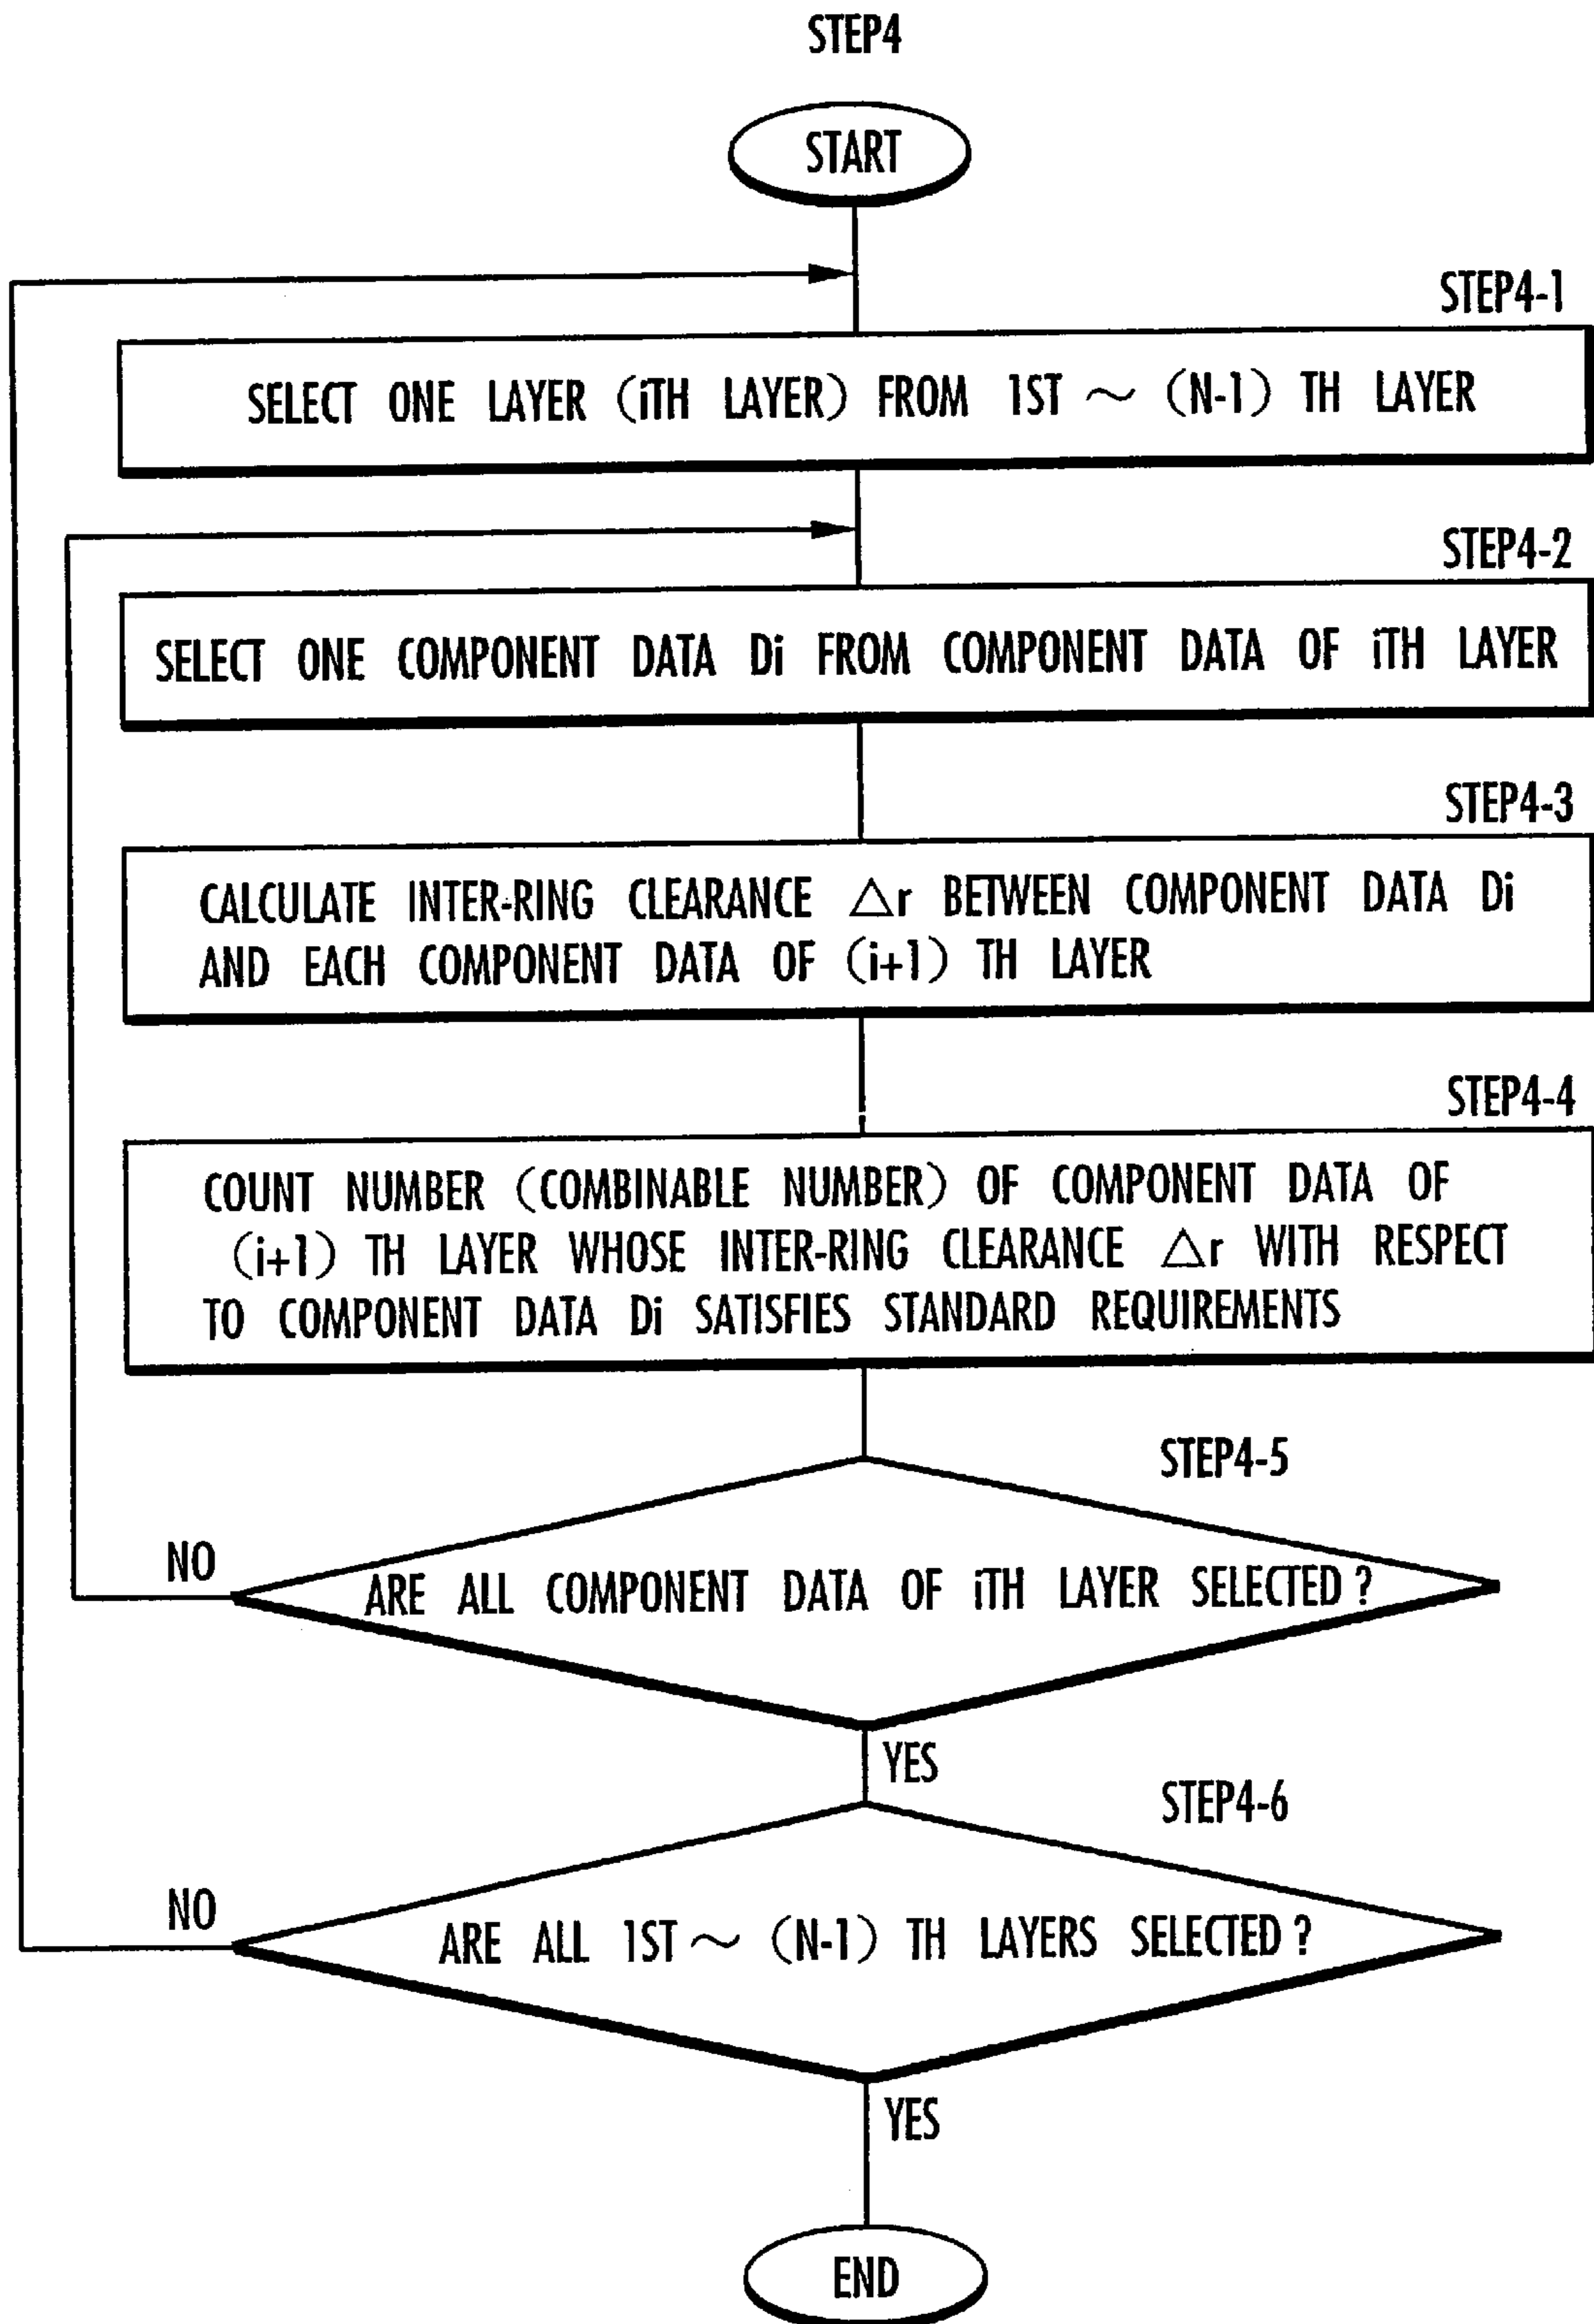 STEP4
START
STEP4-1
SELECT ONE LAYER (iTH LAYER) FROM 1ST ~ (N-1) TH LAYER
STEP4-2
SELECT ONE COMPONENT DATA Di FROM COMPONENT DATA OF iTH LAYER
STEP4-3
CALCULATE INTER-RING CLEARANCE △r BETWEEN COMPONENT DATA Di
AND EACH COMPONENT DATA OF (i+1) TH LAYER
STEP4-4
COUNT NUMBER (COMBINABLE NUMBER) OF COMPONENT DATA OF
(i+1) TH LAYER WHOSE INTER-RING CLEARANCE △r WITH RESPECT
TO COMPONENT DATA Di SATISFIES STANDARD REQUIREMENTS
STEP4-5
NO
ARE ALL COMPONENT DATA OF iTH LAYER SELECTED?
YES
STEP4-6
NO
ARE ALL 1ST ~ (N-1) TH LAYERS SELECTED?
YES
END